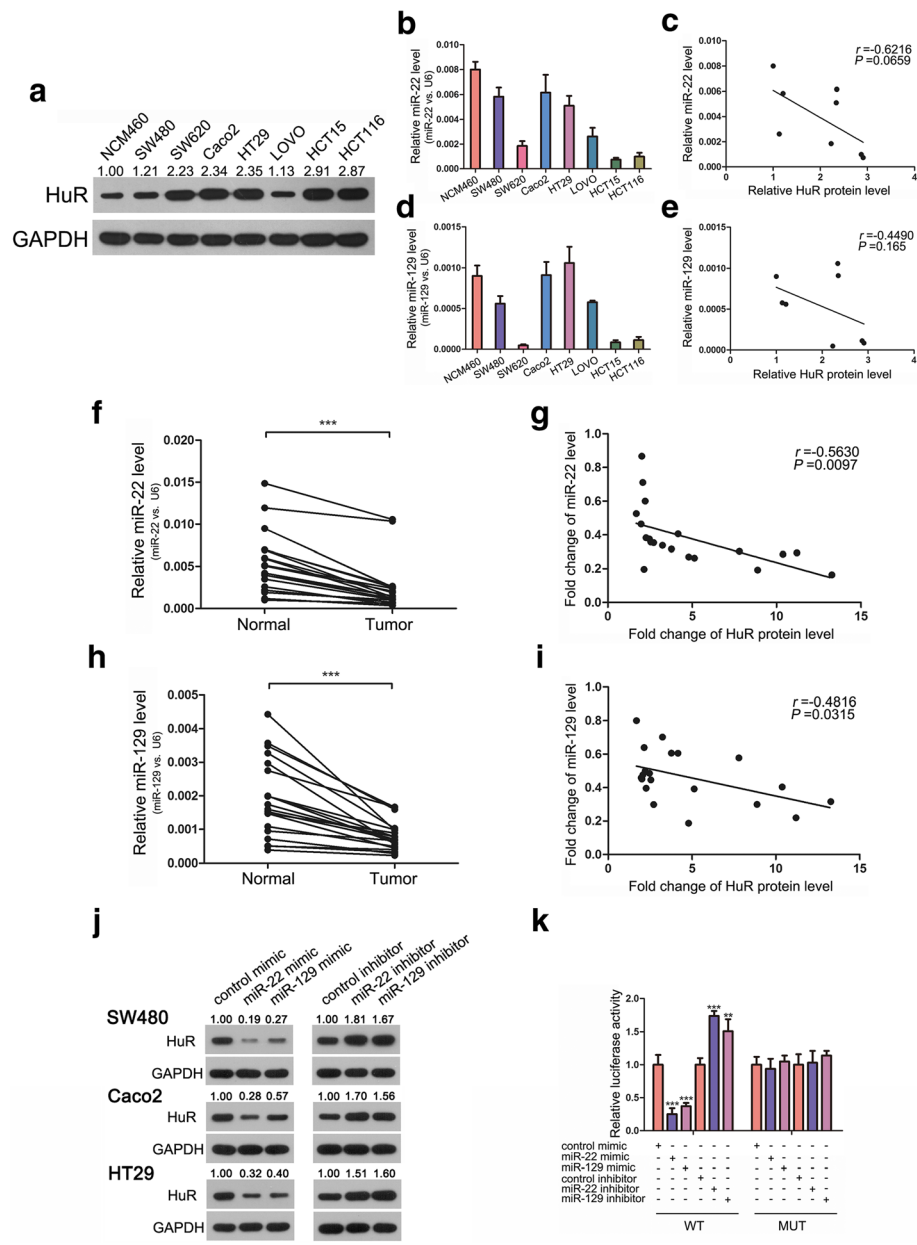 a
NCM460
SW480
SW620
Caco2
HT29
LOVO
HCT15
HCT116
1.00 1.21 2.23 2.34 2.35 1.13 2.91 2.87
HuR
GAPDH
b
Relative miR-22 level
(miR-22 vs. U6)
0.010
0.008
0.006
0.004
0.002
0.000
NCM460
SW480
SW620
Caco2
HT29
LOVO
HCT15
HCT116
c
Relative miR-22 level
0.010
0.008
0.006
0.004
0.002
0.000
r=-0.6216
P=0.0659
0 1 2 3 4
Relative HuR protein level
d
Relative miR-129 level
(miR-129 vs. U6)
0.0015
0.0010
0.0005
0.0000
NCM460
SW480
SW620
Caco2
HT29
LOVO
HCT15
HCT116
e
Relative miR-129 level
0.0015
0.0010
0.0005
0.0000
r=-0.4490
P=0.165
0 1 2 3 4
Relative HuR protein level
f
Relative miR-22 level
(miR-22 vs. U6)
0.020
0.015
0.010
0.005
0.000
***
Normal Tumor
g
Fold change of miR-22 level
1.0
0.8
0.6
0.4
0.2
0.0
r=-0.5630
P=0.0097
0 5 10 15
Fold change of HuR protein level
h
Relative miR-129 level
(miR-129 vs. U6)
0.005
0.004
0.003
0.002
0.001
0.000
***
Normal Tumor
i
Fold change of miR-129 level
1.0
0.8
0.6
0.4
0.2
0.0
r=-0.4816
P=0.0315
0 5 10 15
Fold change of HuR protein level
j
control mimic
miR-22 mimic
miR-129 mimic
control inhibitor
miR-22 inhibitor
miR-129 inhibitor
SW480
1.00 0.19 0.27 1.00 1.81 1.67
HuR
GAPDH
Caco2
1.00 0.28 0.57 1.00 1.70 1.56
HuR
GAPDH
HT29
1.00 0.32 0.40 1.00 1.51 1.60
HuR
GAPDH
k
Relative luciferase activity
2.0
1.5
1.0
0.5
0.0
*** *** *** **
control mimic + - - - - - + - - - - -
miR-22 mimic - + - - - - - + - - - -
miR-129 mimic - - + - - - - - + - - -
control inhibitor - - - + - - - - - + - -
miR-22 inhibitor - - - - + - - - - - + -
miR-129 inhibitor - - - - - + - - - - - +
WT MUT